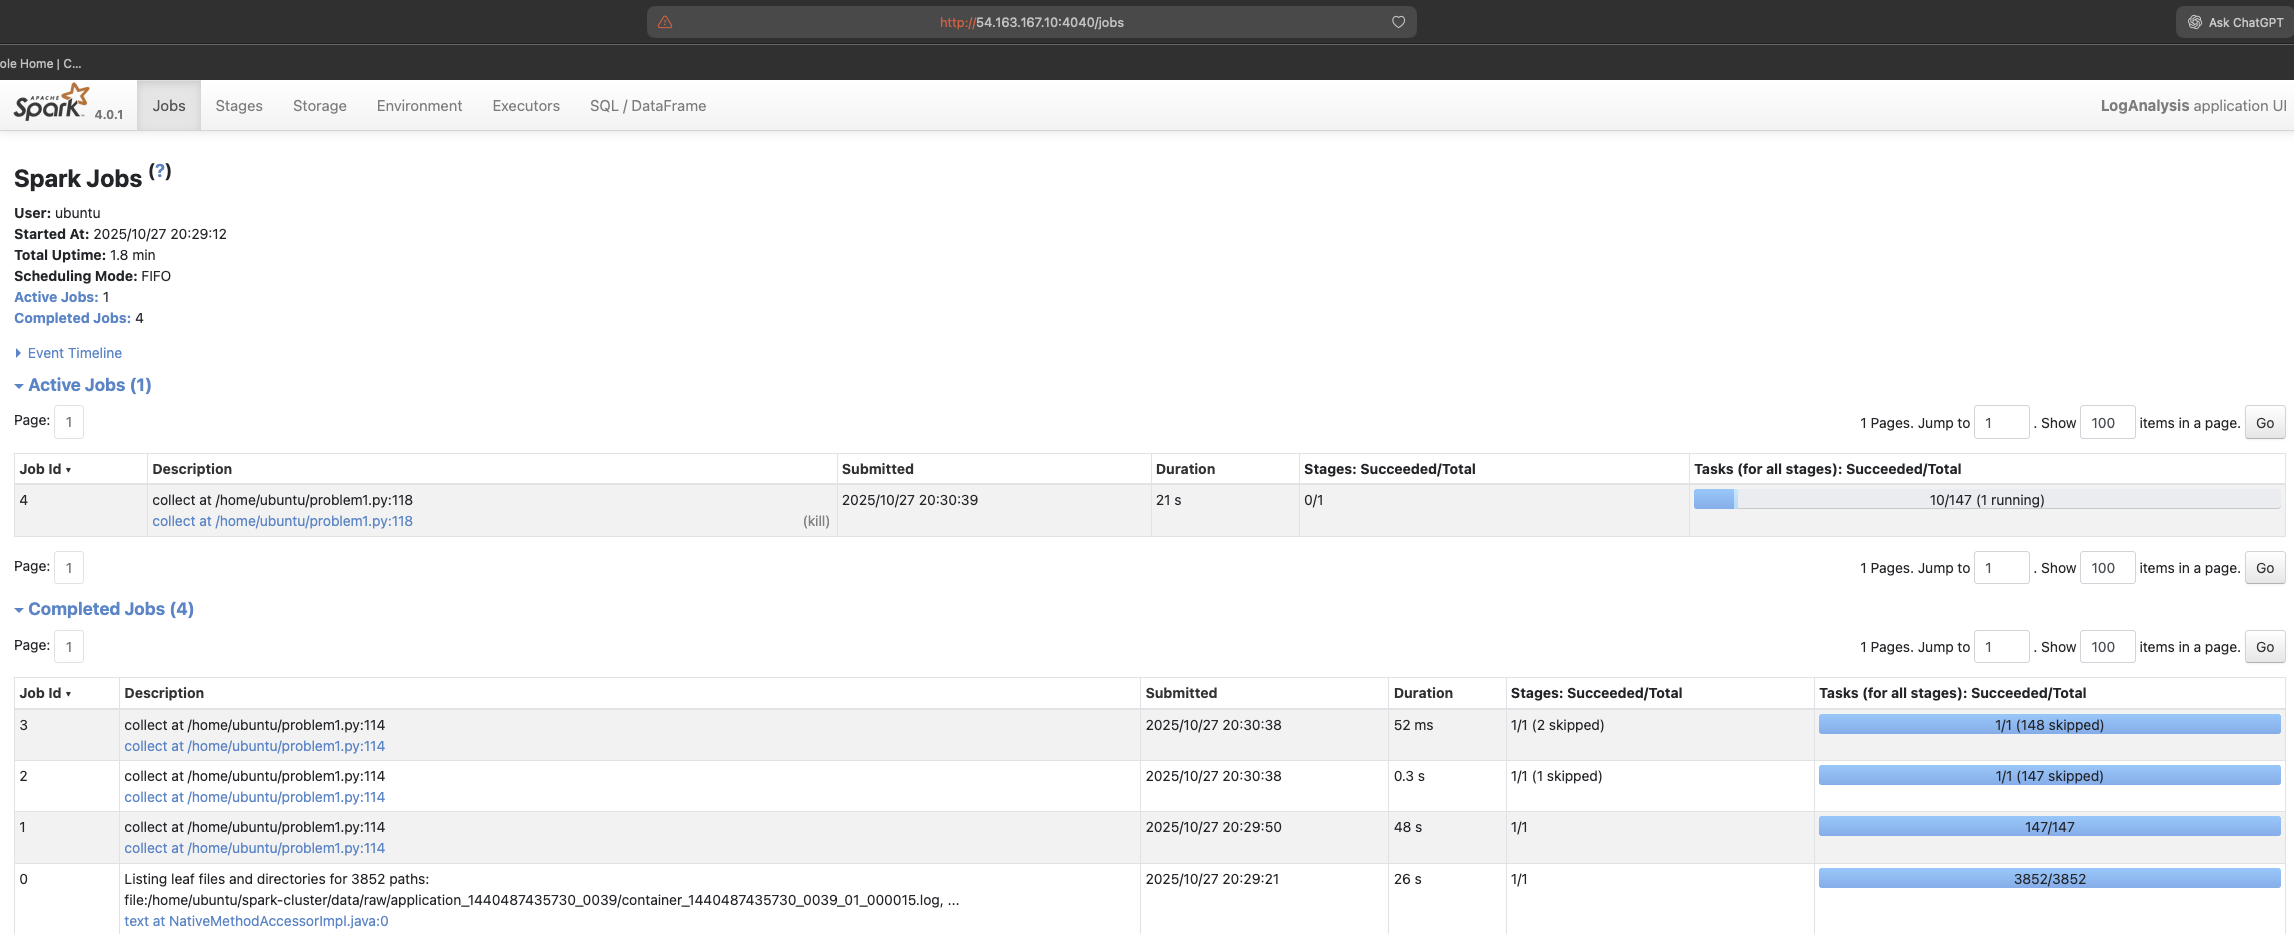 http://54.163.167.10:4040/jobs
Ask ChatGPT
ole Home | C...
APACHE Spark 4.0.1
Jobs Stages Storage Environment Executors SQL / DataFrame
LogAnalysis application UI
Spark Jobs (?)
User: ubuntu
Started At: 2025/10/27 20:29:12
Total Uptime: 1.8 min
Scheduling Mode: FIFO
Active Jobs: 1
Completed Jobs: 4
Event Timeline
Active Jobs (1)
Page: 1
1 Pages. Jump to 1 . Show 100 items in a page. Go
Job Id ▾ Description Submitted Duration Stages: Succeeded/Total Tasks (for all stages): Succeeded/Total
4 collect at /home/ubuntu/problem1.py:118 2025/10/27 20:30:39 21 s 0/1 10/147 (1 running)
collect at /home/ubuntu/problem1.py:118 (kill)
Page: 1
1 Pages. Jump to 1 . Show 100 items in a page. Go
Completed Jobs (4)
Page: 1
1 Pages. Jump to 1 . Show 100 items in a page. Go
Job Id ▾ Description Submitted Duration Stages: Succeeded/Total Tasks (for all stages): Succeeded/Total
3 collect at /home/ubuntu/problem1.py:114 2025/10/27 20:30:38 52 ms 1/1 (2 skipped) 1/1 (148 skipped)
collect at /home/ubuntu/problem1.py:114
2 collect at /home/ubuntu/problem1.py:114 2025/10/27 20:30:38 0.3 s 1/1 (1 skipped) 1/1 (147 skipped)
collect at /home/ubuntu/problem1.py:114
1 collect at /home/ubuntu/problem1.py:114 2025/10/27 20:29:50 48 s 1/1 147/147
collect at /home/ubuntu/problem1.py:114
0 Listing leaf files and directories for 3852 paths: 2025/10/27 20:29:21 26 s 1/1 3852/3852
file:/home/ubuntu/spark-cluster/data/raw/application_1440487435730_0039/container_1440487435730_0039_01_000015.log, ...
text at NativeMethodAccessorImpl.java:0